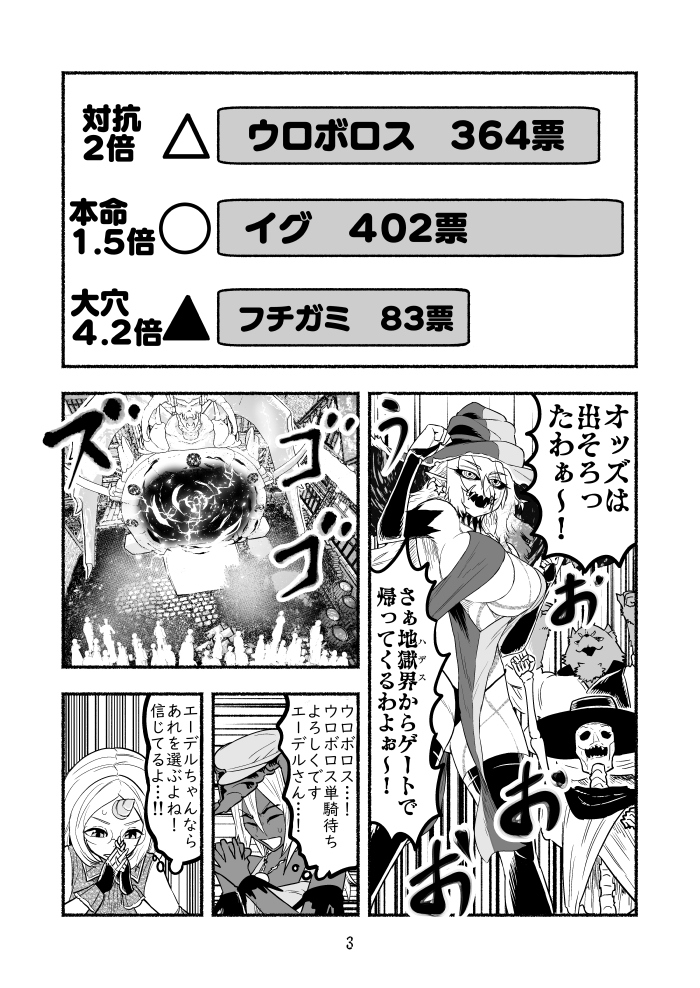 対抗
2倍
△
ウロボロス 364票
本命
1.5倍
○
イグ 402票
大穴
4.2倍
▲
フチガミ 83票
オッズは
出そろっ
たわぁ~!
さぁ地獄界からゲートで
ハデス
帰ってくるわよぉ~!
う
お
お
お
ゴ
ゴ
ズ
ウロボロス…!
ウロボロス単騎待ち
よろしくです
エーデルさん…!
エーデルちゃんなら
あれを選ぶよね!
信じてるよ…!!
3